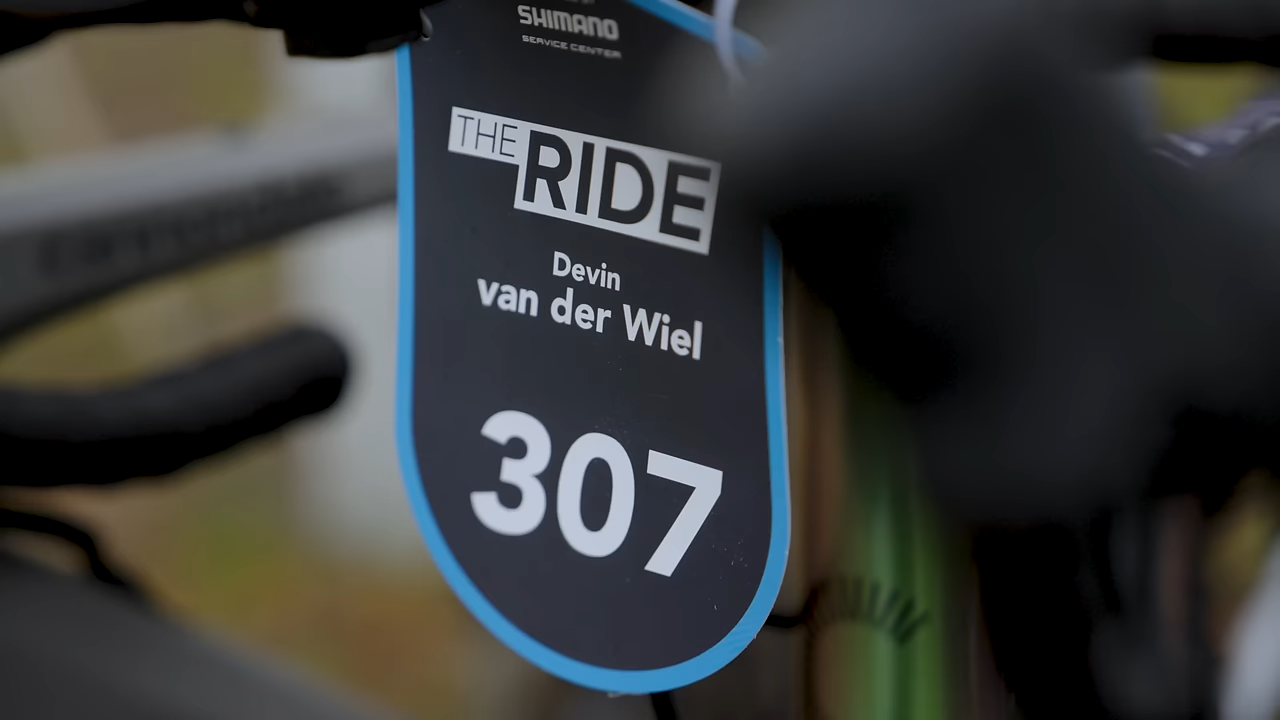 SHIMANO
SERVICE CENTER
THE RIDE
Devin
van der Wiel
307